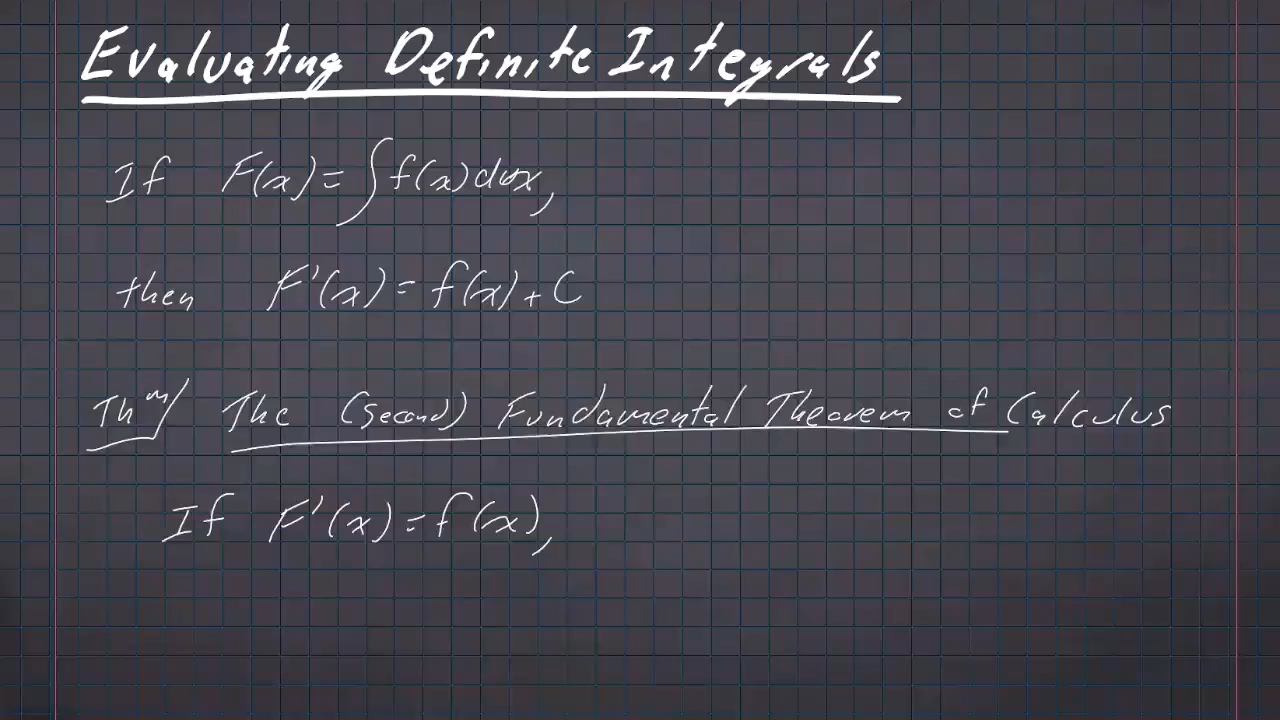 Evaluating Definite Integrals
If F(x) = ∫f(x)dx,
then F'(x) = f(x) + C
Thᵐ/ The (second) Fundamental Theorem of Calculus
If F'(x) = f(x),